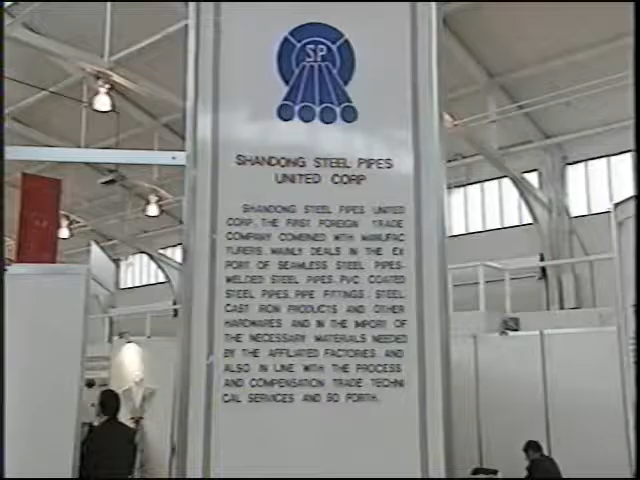 SP
SHANDONG STEEL PIPES
UNITED CORP
SHANDONG STEEL PIPES UNITED
CORP, THE FIRST FOREIGN TRADE
COMPANY COMBINED WITH MANUFAC
TURERS. MAINLY DEALS IN THE EX
PORT OF SEAMLESS STEEL PIPES.
WELDED STEEL PIPES. PVC COATED
STEEL PIPES. PIPE FITTINGS. STEEL
CAST IRON PRODUCTS AND OTHER
HARDWARES AND IN THE IMPORT OF
THE NECESSARY MATERIALS NEEDED
BY THE AFFILIATED FACTORIES. AND
ALSO IN LINE WITH THE PROCESS
AND COMPENSATION TRADE TECHNI
CAL SERVICES AND SO FORTH.